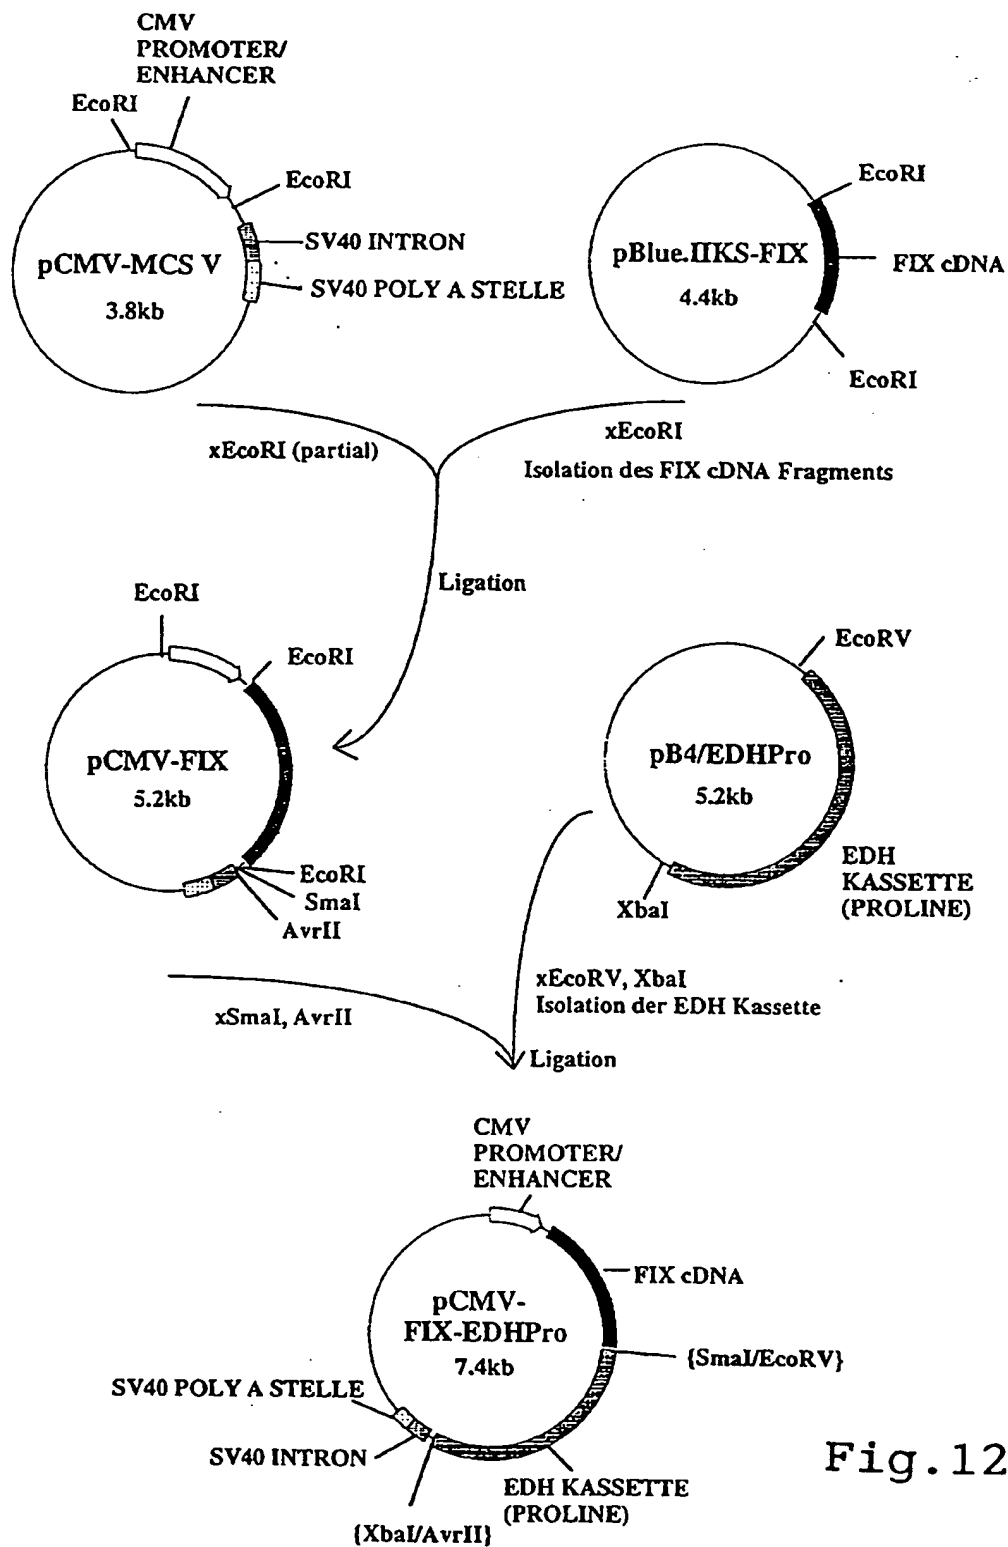 CMV
PROMOTER/
ENHANCER
EcoRI
EcoRI
SV40 INTRON
SV40 POLY A STELLE
pCMV-MCS V
3.8kb
EcoRI
pBlue.IIKS-FIX
4.4kb
FIX cDNA
EcoRI
xEcoRI (partial)
xEcoRI
Isolation des FIX cDNA Fragments
Ligation
EcoRI
EcoRI
pCMV-FIX
5.2kb
EcoRI
SmaI
AvrII
EcoRV
pB4/EDHPro
5.2kb
EDH
KASSETTE
(PROLINE)
XbaI
xSmaI, AvrII
xEcoRV, XbaI
Isolation der EDH Kassette
Ligation
CMV
PROMOTER/
ENHANCER
FIX cDNA
pCMV-
FIX-EDHPro
7.4kb
{SmaI/EcoRV}
SV40 POLY A STELLE
SV40 INTRON
EDH KASSETTE
(PROLINE)
{XbaI/AvrII}
Fig.12